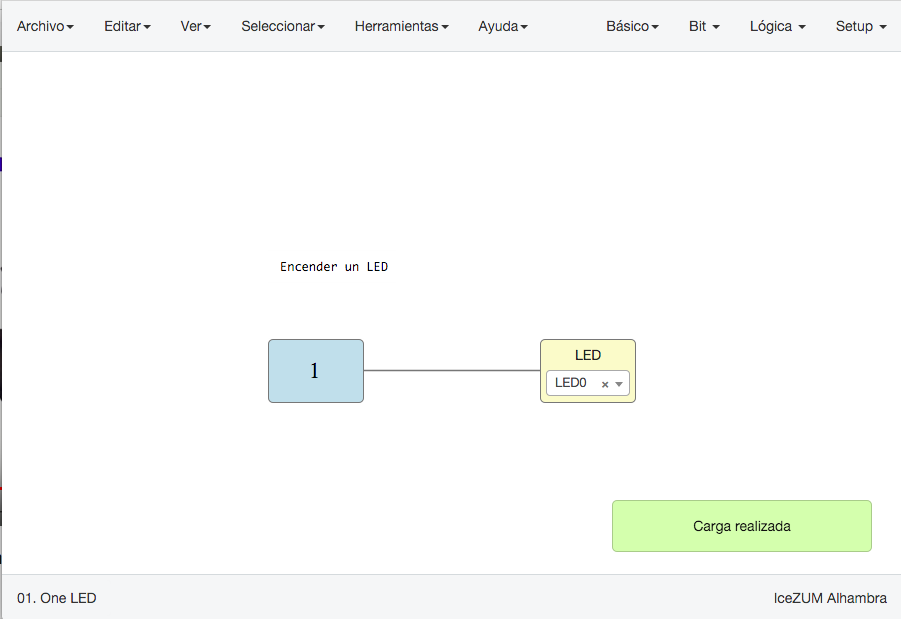 Archivo Editar Ver Seleccionar Herramientas Ayuda Básico Bit Lógica Setup
Encender un LED
1
LED
LED0 ×
Carga realizada
01. One LED IceZUM Alhambra